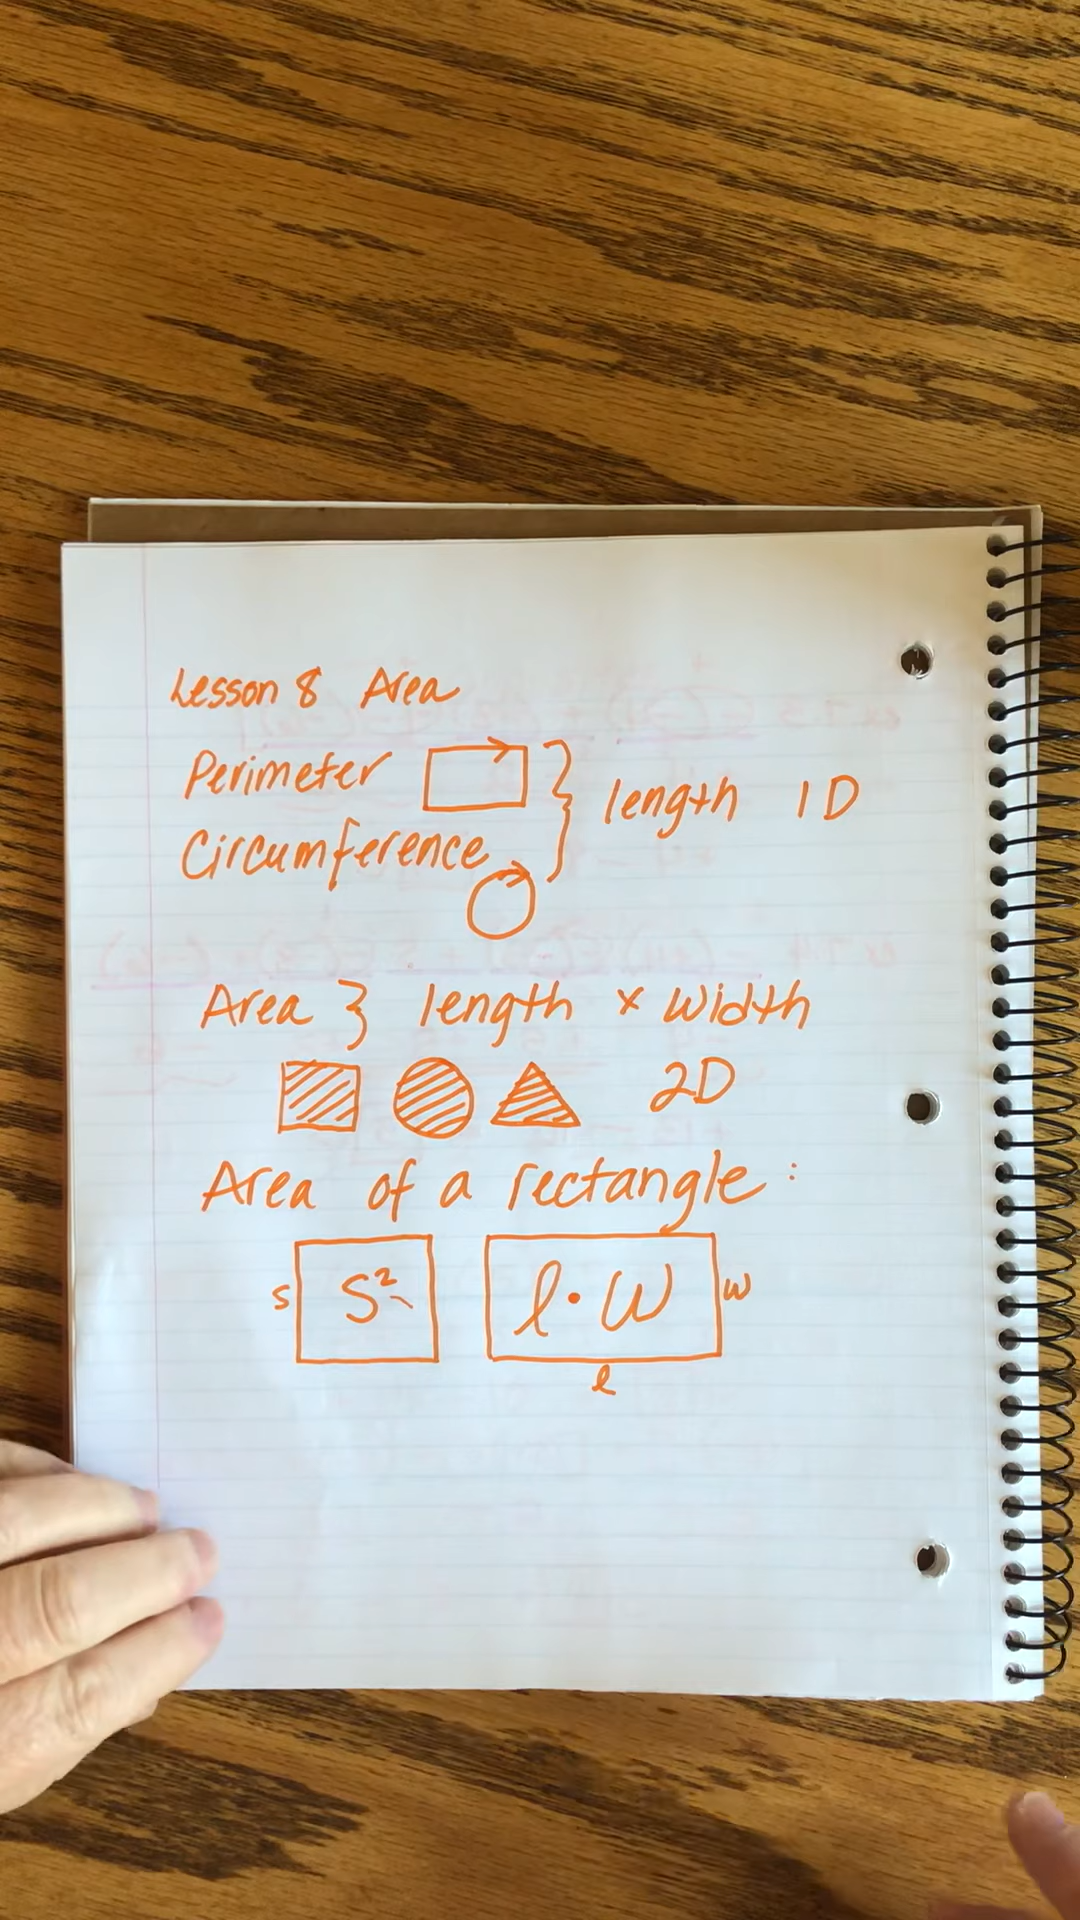 Lesson 8 Area
Perimeter
Circumference
length 1D
Area } length x width
2D
Area of a rectangle:
s S² l · W w
l